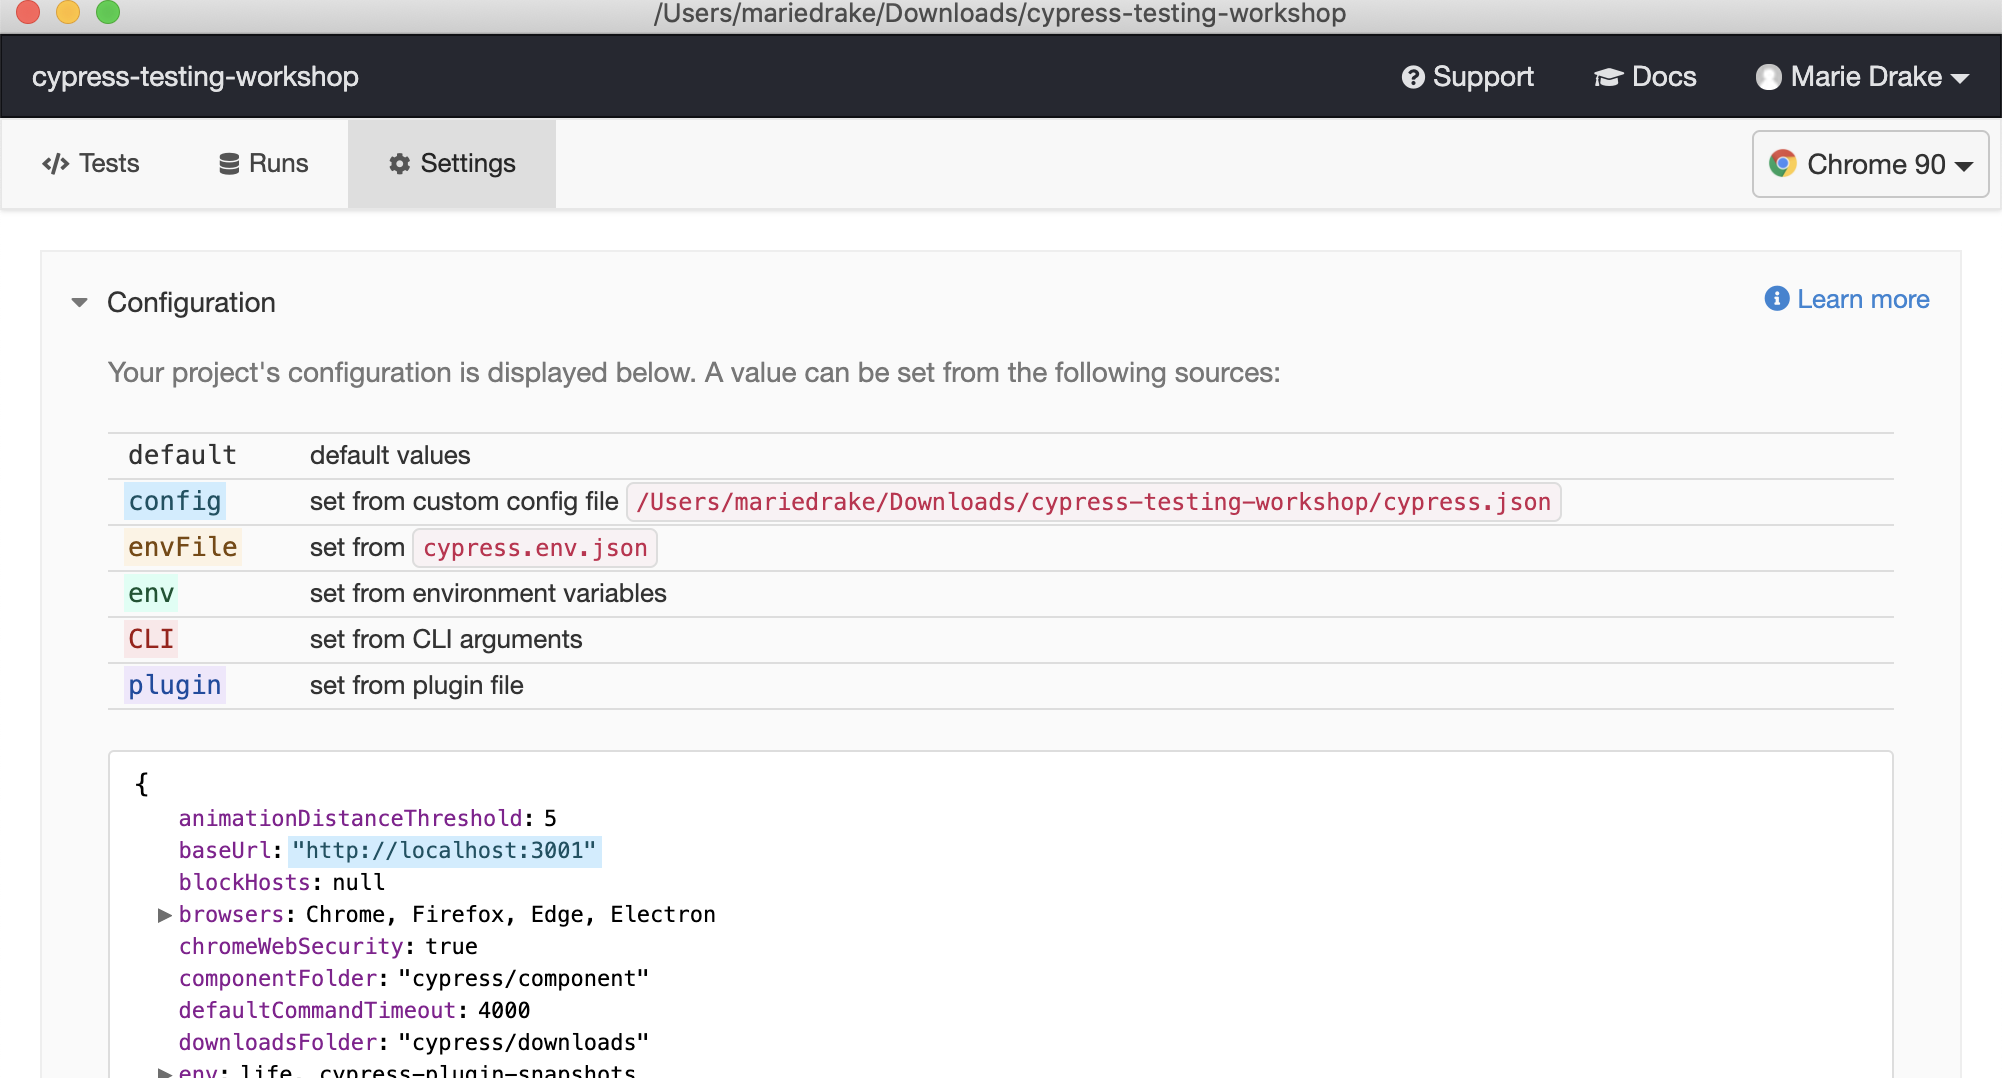 /Users/mariedrake/Downloads/cypress-testing-workshop
cypress-testing-workshop Support Docs Marie Drake
Tests Runs Settings Chrome 90
Configuration Learn more
Your project's configuration is displayed below. A value can be set from the following sources:
default default values
config set from custom config file /Users/mariedrake/Downloads/cypress-testing-workshop/cypress.json
envFile set from cypress.env.json
env set from environment variables
CLI set from CLI arguments
plugin set from plugin file
{
animationDistanceThreshold: 5
baseUrl: "http://localhost:3001"
blockHosts: null
browsers: Chrome, Firefox, Edge, Electron
chromeWebSecurity: true
componentFolder: "cypress/component"
defaultCommandTimeout: 4000
downloadsFolder: "cypress/downloads"
env: life, cypress-plugin-snapshots